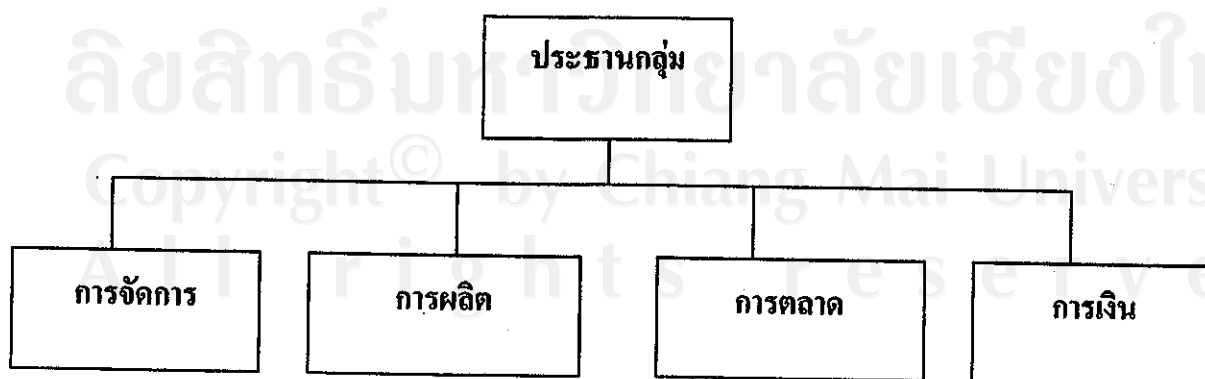 ประธานกลุ่ม
ลิขสิทธิ์มหาวิทยาลัยเชียงให
Copyright© by Chiang Mai Univers
All rights reserve
การจัดการ
การผลิต
การตลาด
การเงิน